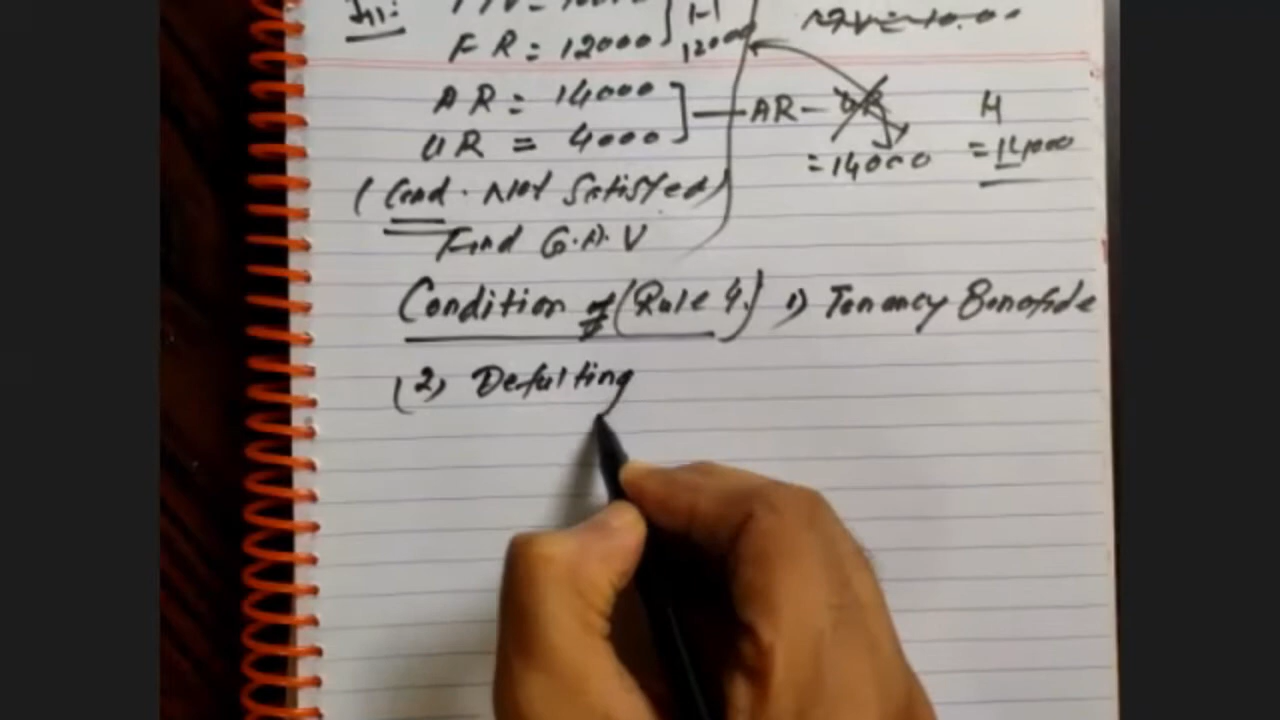 FR = 12000 ] 12000
AR = 14000 ] — AR – UR H
UR = 4000 = 14000 = 14000
(Cond. Not Satisfied)
Find G.A.V
Condition of (Rule 4.) 1) Tenancy Bonafide
(2) Defulting